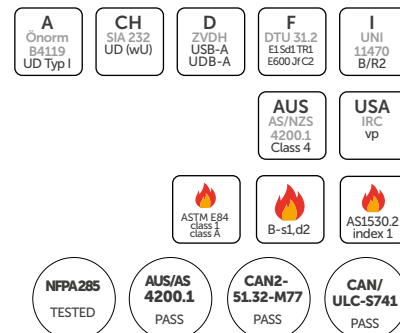 A
Önorm
B4119
UD Typ I
CH
SIA 232
UD (wU)
D
ZVDH
USB-A
UDB-A
F
DTU 31.2
E1 Sd1 TR1
E600 Jf C2
I
UNI
11470
B/R2
AUS
AS/NZS
4200.1
Class 4
USA
IRC
vp
ASTM E84
class 1
class A
B-s1,d2
AS1530.2
index 1
NFPA285
TESTED
AUS/AS
4200.1
PASS
CAN2-
51.32-M77
PASS
CAN/
ULC-S741
PASS